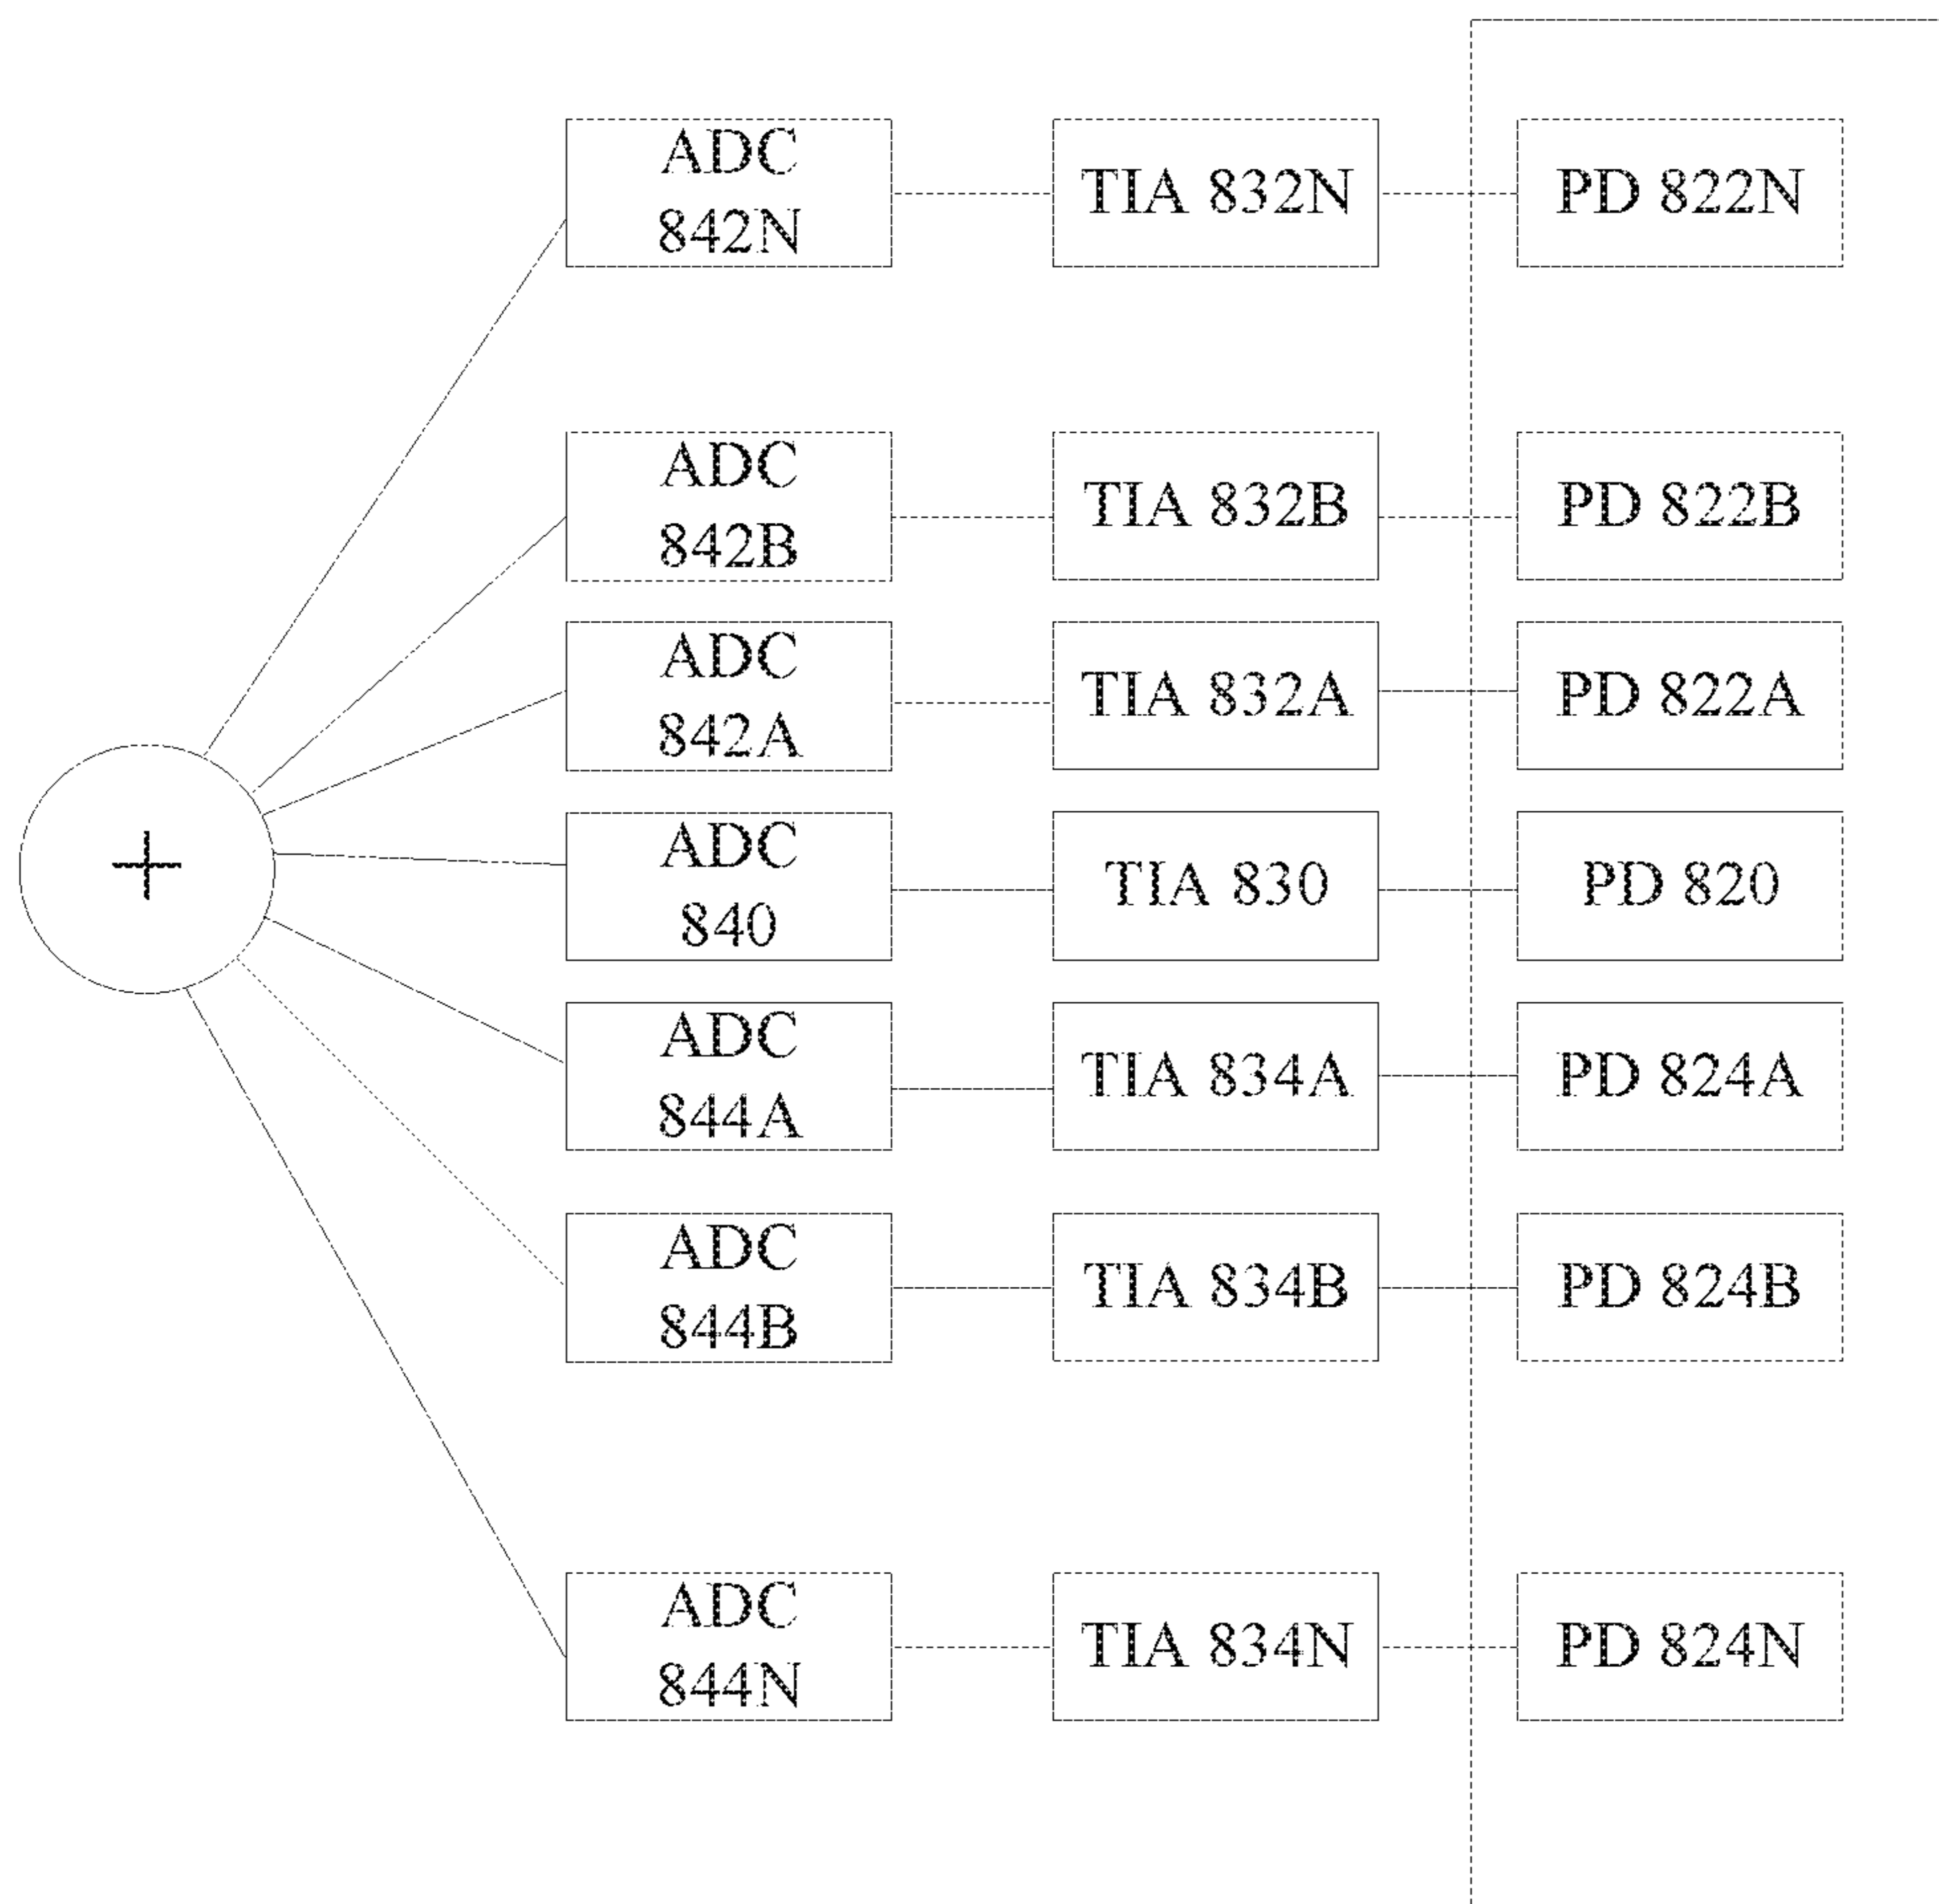 ADC
842N
TIA 832N
PD 822N
ADC
842B
TIA 832B
PD 822B
ADC
842A
TIA 832A
PD 822A
+
ADC
840
TIA 830
PD 820
ADC
844A
TIA 834A
PD 824A
ADC
844B
TIA 834B
PD 824B
ADC
844N
TIA 834N
PD 824N